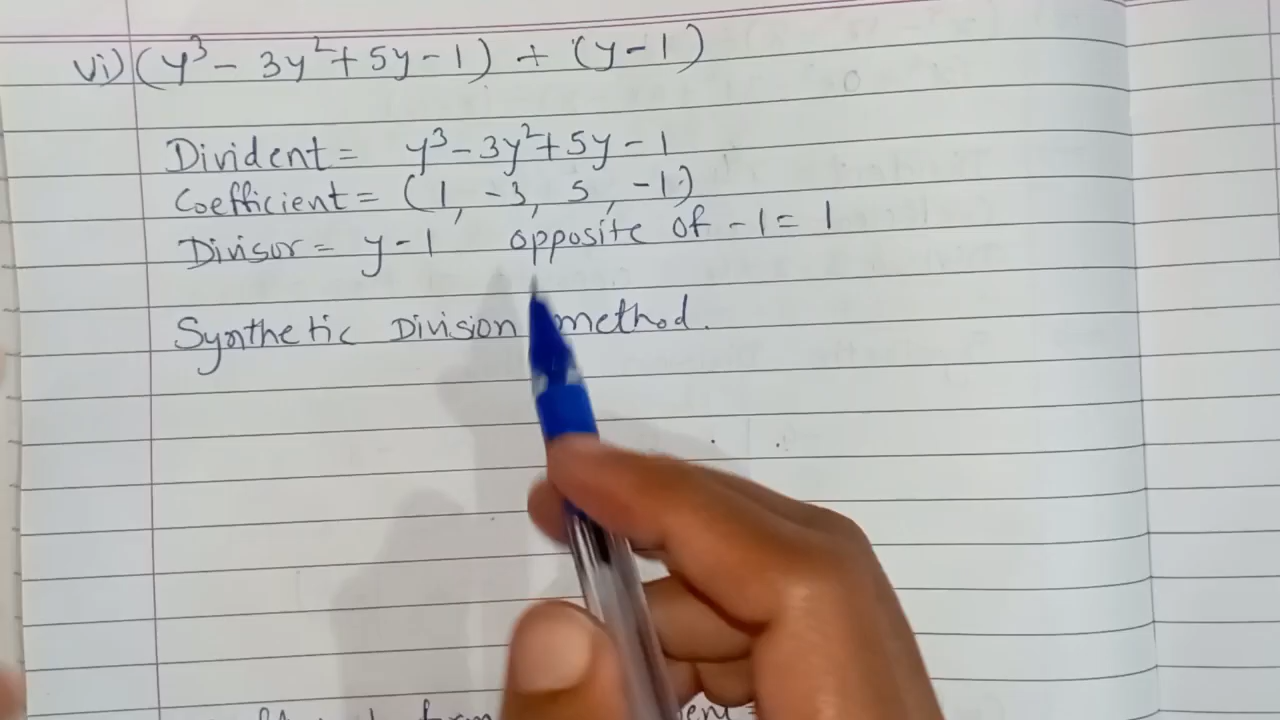 vi) (y³ - 3y² + 5y - 1) + (y - 1)
Divident = y³ - 3y² + 5y - 1
Coefficient = (1, -3, 5, -1)
Divisor = y - 1 opposite of -1 = 1
Synthetic Division method.